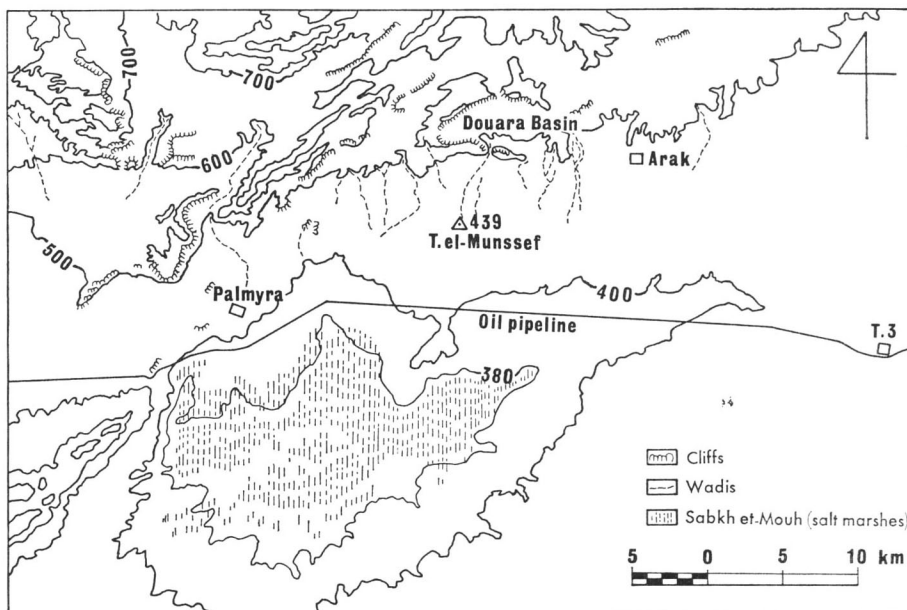 700
700
Douara Basin
600
Arak
439
T.el-Munssef
500
Palmyra
400
Oil pipeline
T.3
380
Cliffs
Wadis
Sabkh et-Mouh (salt marshes)
5 0 5 10 km